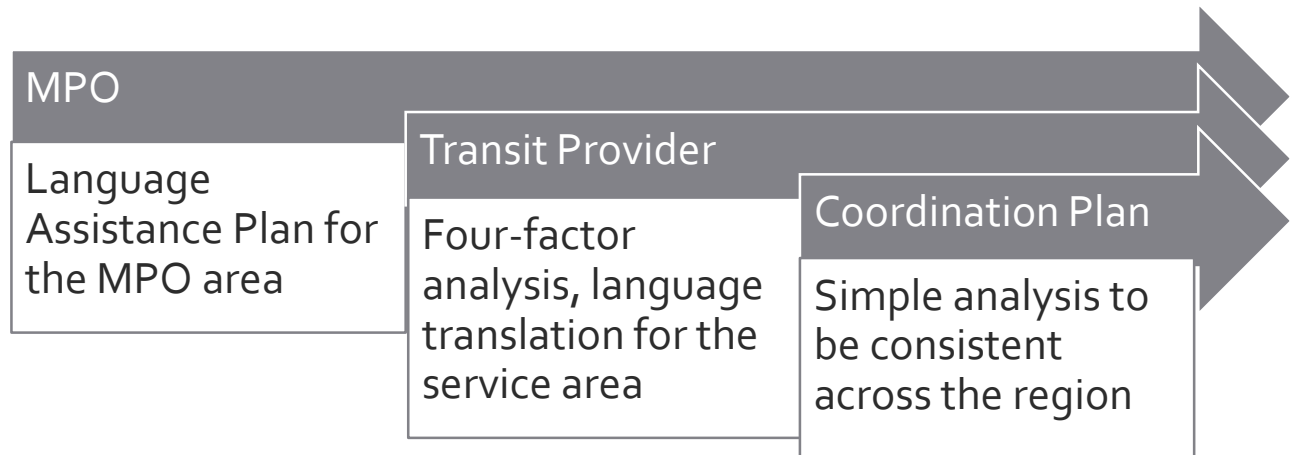 MPO
Language
Assistance Plan for
the MPO area
Transit Provider
Four-factor
analysis, language
translation for the
service area
Coordination Plan
Simple analysis to
be consistent
across the region